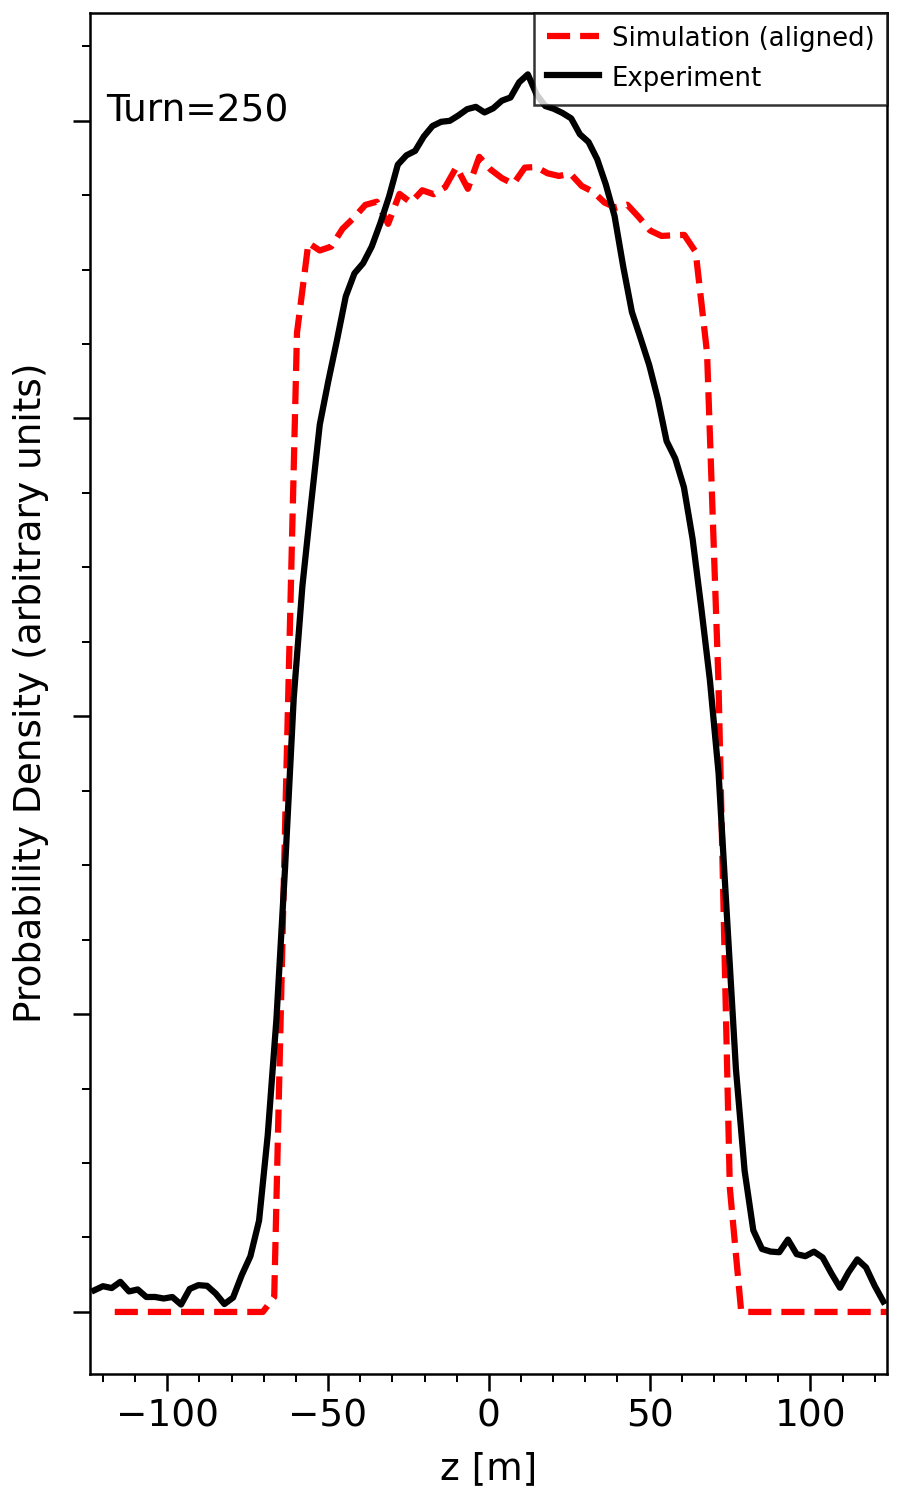 Simulation (aligned)
Experiment
Turn=250
Probability Density (arbitrary units)
−100 −50 0 50 100
z [m]